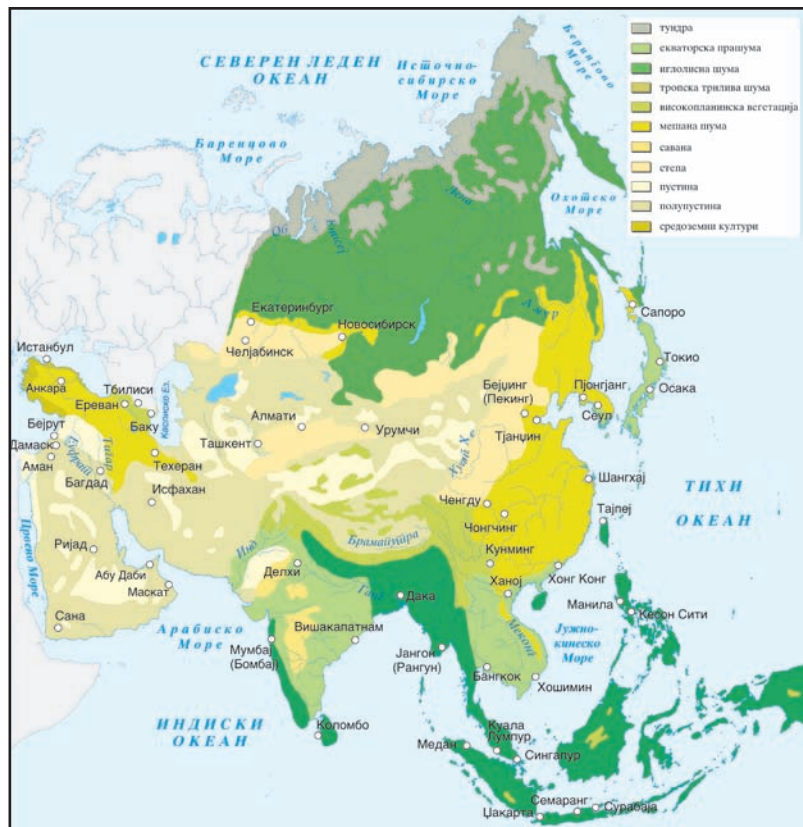 СЕВЕРЕН ЛЕДЕН
ОКЕАН
Источно-
сибирско
Море
Берингово
Море
тундра
екваторска прашума
иглолисна шума
тропска трилива шума
високопланинска вегетација
мешана шума
савана
степа
пустина
полупустина
средоземни култури
Баренцово
Море
Лена
Охотско
Море
Об
Енисеј
Екатеринбург
Новосибирск
Амур
Сапоро
Челјабинск
Истанбул
Токио
Анкара
Тбилиси
Ереван
Касписко Ез.
Бејџинг
(Пекинг)
Пјонгјанг
Осака
Сеул
Бејрут
Баку
Алмати
Урумчи
Тјанџин
Дамаск
Ташкент
Хуанг Хе
Аман
Еуфрат
Тигар
Техеран
Багдад
Исфахан
Ченгду
Шангхај
ТИХИ
ОКЕАН
Чонгчинг
Тајпеј
Црвено Море
Инд
Брамапутра
Кунминг
Ријад
Абу Даби
Делхи
Ганг
Ханој
Хонг Конг
Маскат
Дака
Манила
Кесон Сити
Сана
Арабиско
Море
Вишакапатнам
Меконг
Јужно-
кинеско
Море
Мумбај
(Бомбај)
Јангон
(Рангун)
Бангкок
Хошимин
ИНДИСКИ
ОКЕАН
Коломбо
Куала
Лумпур
Медан
Сингапур
Семаранг
Сурабаја
Џакарта